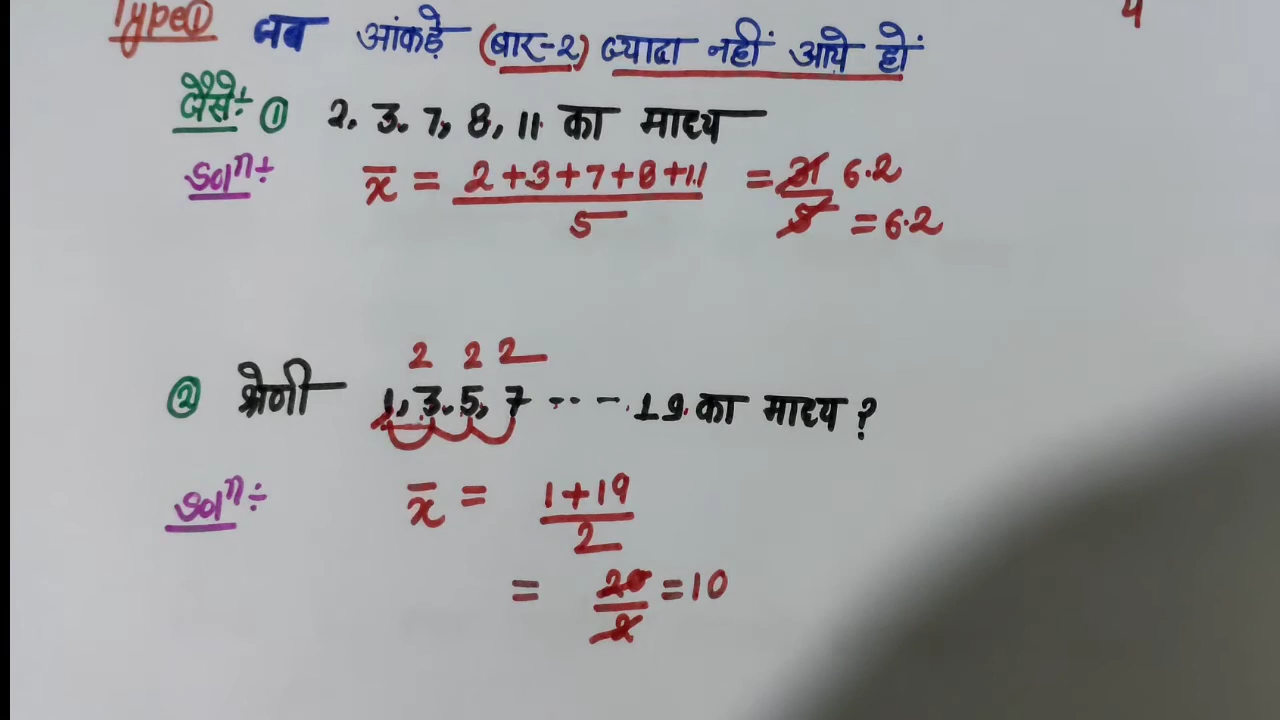 Type① जब आंकड़े (बार-२) ज्यादा नहीं आये हों
जैसे:- ① 2, 3, 7, 8, 11 का माध्य
Solⁿ÷ x̄ = 2+3+7+8+11 / 5 = 31 / 5 6.2 = 6.2
2 2 2
② श्रेणी 1, 3, 5, 7 ----. 19 का माध्य ?
Solⁿ÷ x̄ = 1+19 / 2
= 20 / 2 = 10